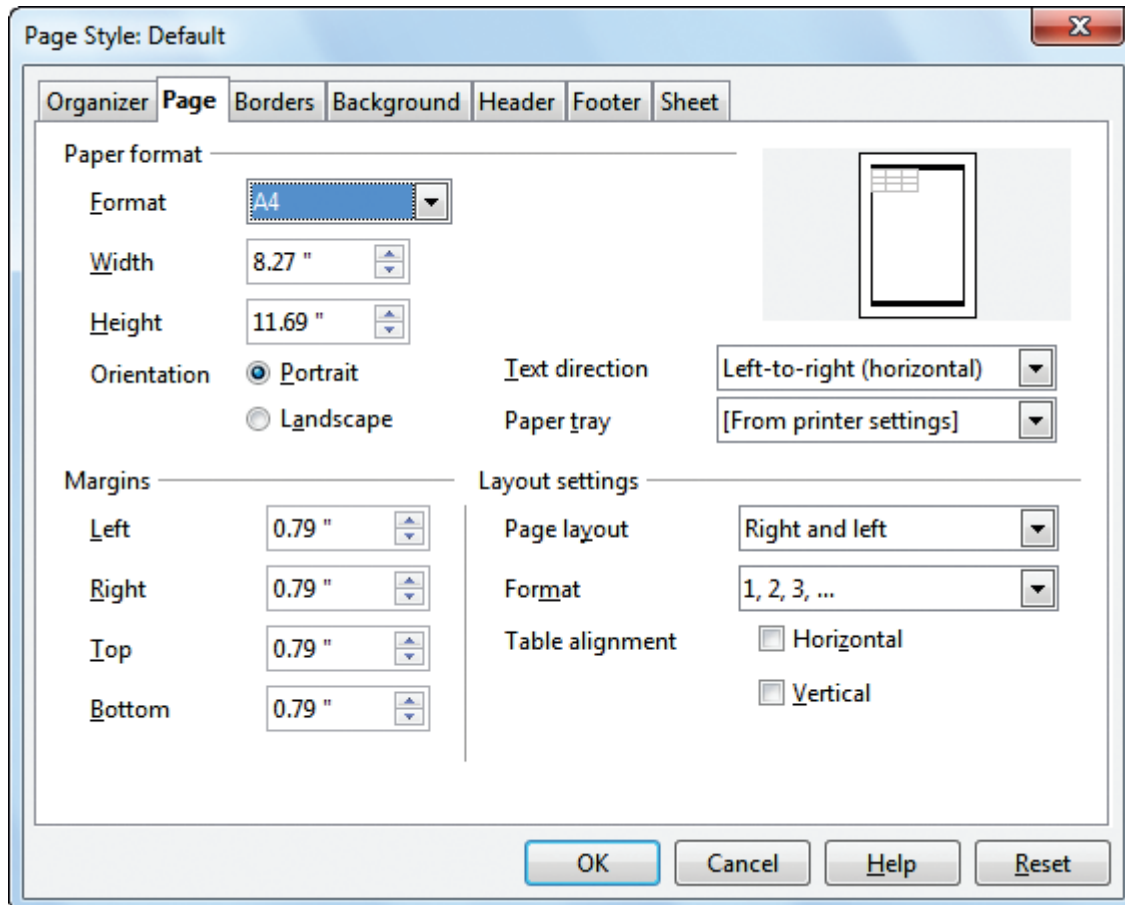 Page Style: Default
Organizer Page Borders Background Header Footer Sheet
Paper format
Format A4
Width 8.27 "
Height 11.69 "
Orientation Portrait
Landscape
Text direction Left-to-right (horizontal)
Paper tray [From printer settings]
Margins
Left 0.79 "
Right 0.79 "
Top 0.79 "
Bottom 0.79 "
Layout settings
Page layout Right and left
Format 1, 2, 3, ...
Table alignment Horizontal
Vertical
OK Cancel Help Reset